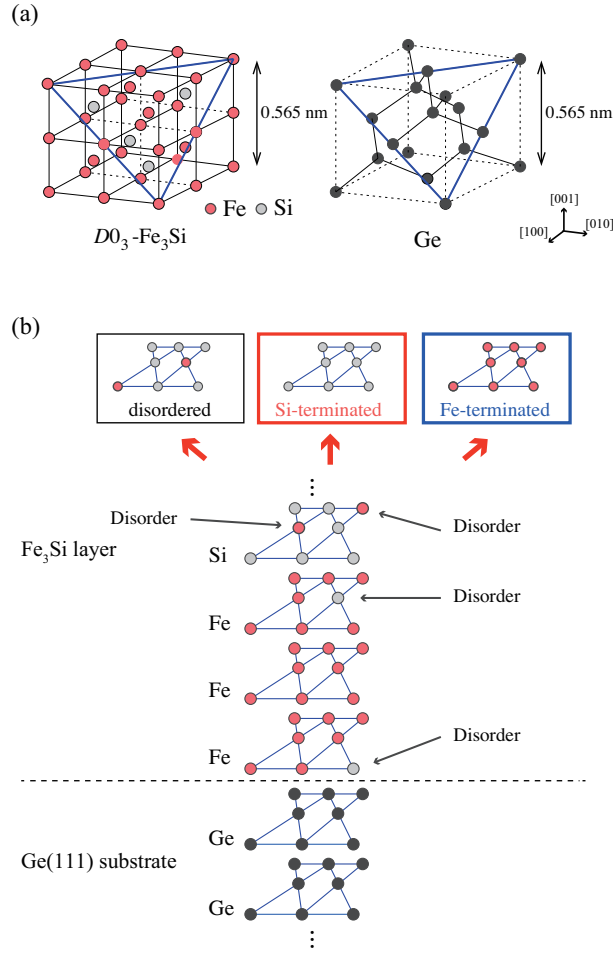 (a)
0.565 nm
0.565 nm
Fe Si
D0₃-Fe₃Si
Ge
[001]
[100]
[010]
(b)
disordered
Si-terminated
Fe-terminated
⋮
Disorder
Disorder
Fe₃Si layer
Si
Disorder
Fe
Fe
Fe
Disorder
Ge
Ge(111) substrate
Ge
⋮